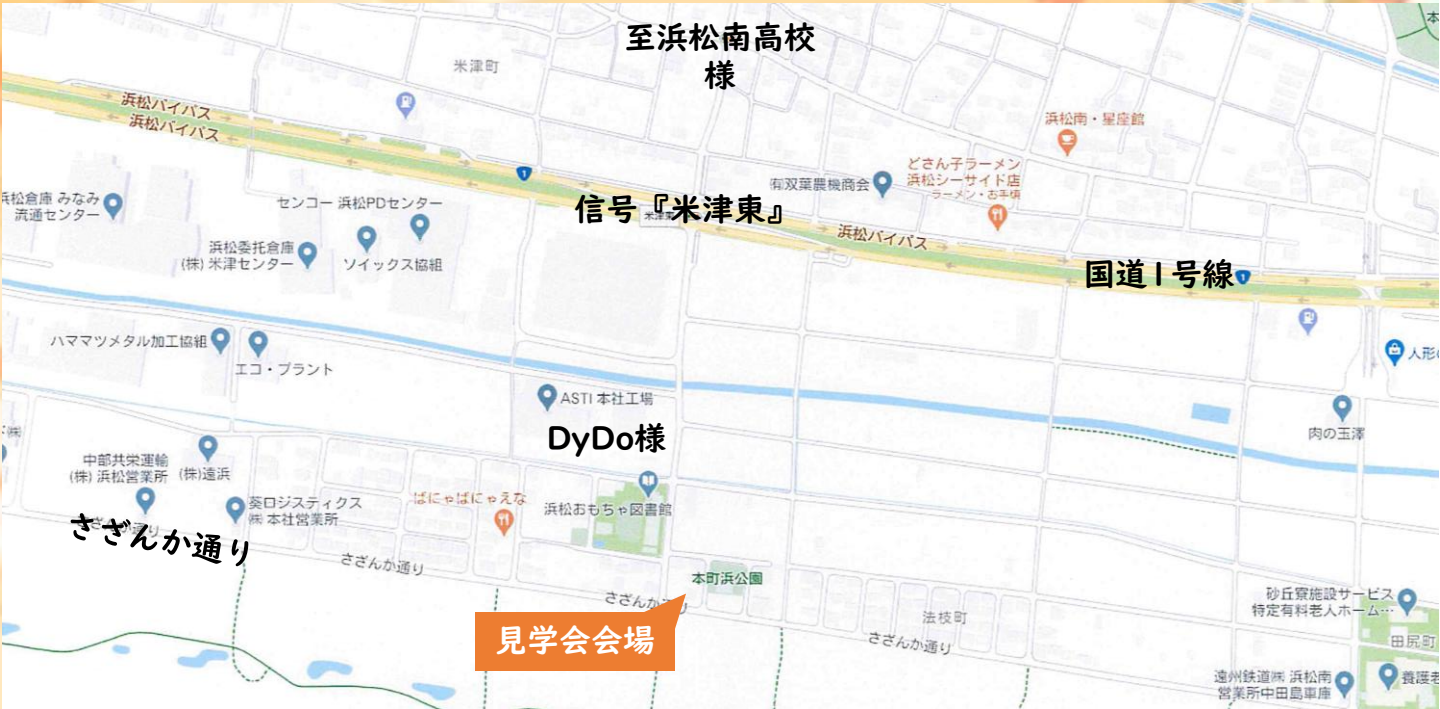 至浜松南高校
様
米津町
浜松バイパス
浜松バイパス
浜松南・星座館
1
どさん子ラーメン
浜松シーサイド店
ラーメン・お手頃
㈲双葉農機商会
浜松倉庫 みなみ
流通センター
センコー 浜松PDセンター
信号『米津東』
浜松バイパス
浜松委託倉庫
(株) 米津センター
ソイックス協組
国道1号線
1
ハママツメタル加工協組
エコ・プラント
人形
ASTI 本社工場
DyDo様
肉の玉澤
中部共栄運輸
(株) 浜松営業所
(株)遠浜
葵ロジスティクス
㈱ 本社営業所
ぱにゃぱにゃえな
浜松おもちゃ図書館
さざんか通り
さざんか通り
本町浜公園
さざんか通り
見学会会場
法枝町
さざんか通り
砂丘寮施設サービス
特定有料老人ホーム…
田尻町
遠州鉄道㈱ 浜松南
営業所中田島車庫
養護老